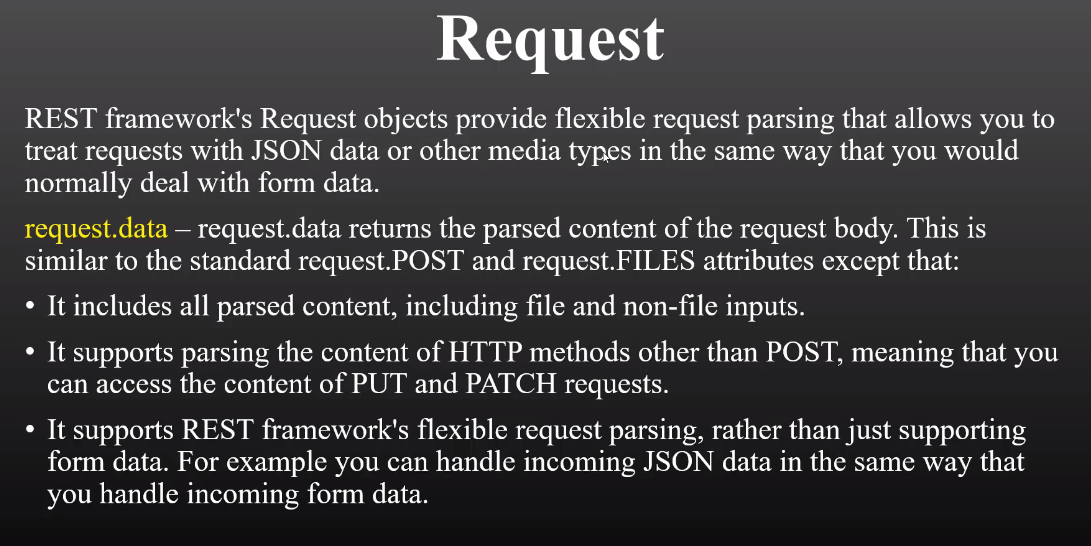 Request
REST framework's Request objects provide flexible request parsing that allows you to
treat requests with JSON data or other media types in the same way that you would
normally deal with form data.
request.data – request.data returns the parsed content of the request body. This is
similar to the standard request.POST and request.FILES attributes except that:
• It includes all parsed content, including file and non-file inputs.
• It supports parsing the content of HTTP methods other than POST, meaning that you
can access the content of PUT and PATCH requests.
• It supports REST framework's flexible request parsing, rather than just supporting
form data. For example you can handle incoming JSON data in the same way that
you handle incoming form data.